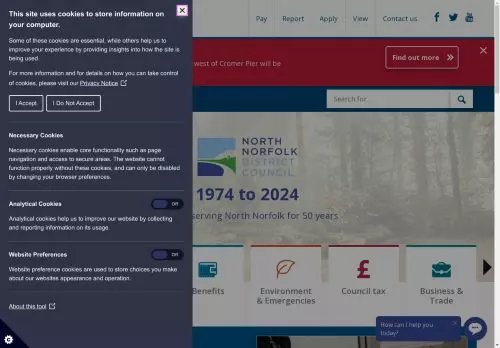 This site uses cookies to store information on
your computer.
Some of these cookies are essential, while others help us to
improve your experience by providing insights into how the site is
being used.
For more information and for details on how you can take control
of cookies, please visit our Privacy Notice
I Accept
I Do Not Accept
Necessary Cookies
Necessary cookies enable core functionality such as page
navigation and access to secure areas. The website cannot
function properly without these cookies, and can only be disabled
by changing your browser preferences.
Analytical Cookies
Off
Analytical cookies help us to improve our website by collecting
and reporting information on its usage.
Website Preferences
Off
Website preference cookies are used to store choices you make
about our websites appearance and operation.
About this tool
Pay
Report
Apply
View
Contact us
west of Cromer Pier will be
Find out more
Search for
NORTH
NORFOLK
DISTRICT
COUNCIL
1974 to 2024
serving North Norfolk for 50 years
Benefits
Environment
& Emergencies
Council tax
Business &
Trade
How can I help you
today?